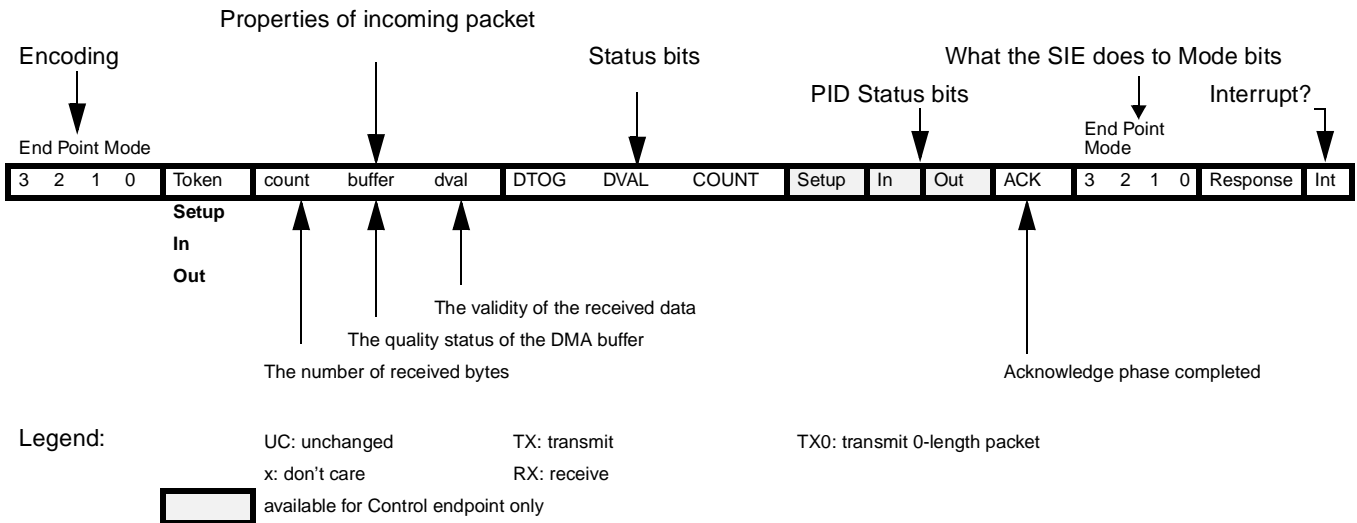 Properties of incoming packet
Encoding
Status bits
What the SIE does to Mode bits
PID Status bits
Interrupt?
End Point Mode
End Point
Mode
3 2 1 0 Token count buffer dval DTOG DVAL COUNT Setup In Out ACK 3 2 1 0 Response Int
Setup
In
Out
The validity of the received data
The quality status of the DMA buffer
The number of received bytes
Acknowledge phase completed
Legend:
UC: unchanged
TX: transmit
TX0: transmit 0-length packet
x: don't care
RX: receive
available for Control endpoint only